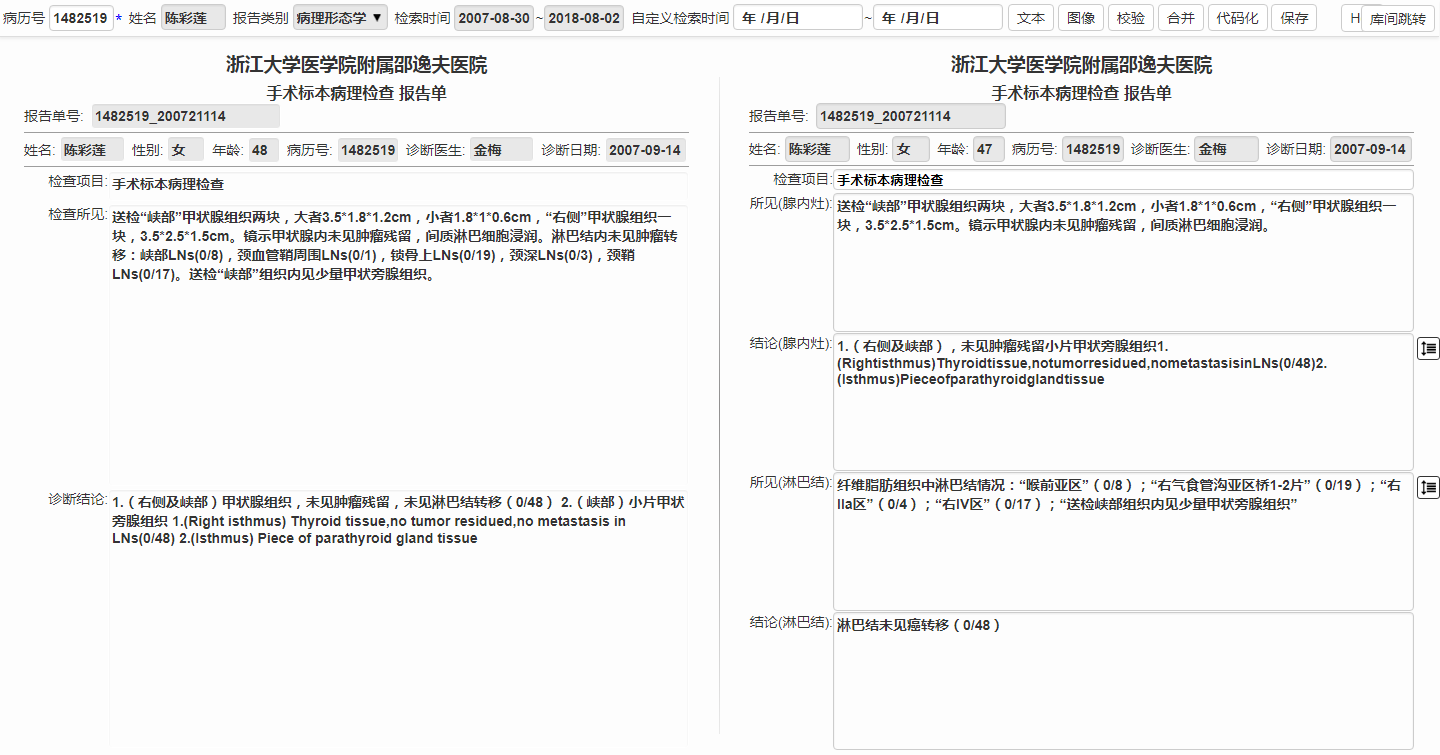 病历号 1482519 * 姓名 陈彩莲 报告类别 病理形态学 ▼ 检索时间 2007-08-30 ~ 2018-08-02 自定义检索时间 年 /月/日 ~ 年 /月/日 文本 图像 校验 合并 代码化 保存 H 库间跳转
浙江大学医学院附属邵逸夫医院
手术标本病理检查 报告单
报告单号: 1482519_200721114
姓名: 陈彩莲 性别: 女 年龄: 48 病历号: 1482519 诊断医生: 金梅 诊断日期: 2007-09-14
检查项目: 手术标本病理检查
检查所见: 送检“峡部”甲状腺组织两块，大者3.5*1.8*1.2cm，小者1.8*1*0.6cm，“右侧”甲状腺组织一
块，3.5*2.5*1.5cm。镜示甲状腺内未见肿瘤残留，间质淋巴细胞浸润。淋巴结内未见肿瘤转
移：峡部LNs(0/8)，颈血管鞘周围LNs(0/1)，锁骨上LNs(0/19)，颈深LNs(0/3)，颈鞘
LNs(0/17)。送检“峡部”组织内见少量甲状旁腺组织。
诊断结论: 1.（右侧及峡部）甲状腺组织，未见肿瘤残留，未见淋巴结转移（0/48） 2.（峡部）小片甲状
旁腺组织 1.(Right isthmus) Thyroid tissue,no tumor residued,no metastasis in
LNs(0/48) 2.(Isthmus) Piece of parathyroid gland tissue
浙江大学医学院附属邵逸夫医院
手术标本病理检查 报告单
报告单号: 1482519_200721114
姓名: 陈彩莲 性别: 女 年龄: 47 病历号: 1482519 诊断医生: 金梅 诊断日期: 2007-09-14
检查项目: 手术标本病理检查
所见(腺内灶): 送检“峡部”甲状腺组织两块，大者3.5*1.8*1.2cm，小者1.8*1*0.6cm，“右侧”甲状腺组织一
块，3.5*2.5*1.5cm。镜示甲状腺内未见肿瘤残留，间质淋巴细胞浸润。
结论(腺内灶): 1.（右侧及峡部），未见肿瘤残留小片甲状旁腺组织1.
(Rightisthmus)Thyroidtissue,notumorresidued,nometastasisinLNs(0/48)2.
(Isthmus)Pieceofparathyroidglandtissue
所见(淋巴结): 纤维脂肪组织中淋巴结情况：“喉前亚区”（0/8）；“右气食管沟亚区桥1-2片”（0/19）；“右
IIa区”（0/4）；“右IV区”（0/17）；“送检峡部组织内见少量甲状旁腺组织”
结论(淋巴结): 淋巴结未见癌转移（0/48）